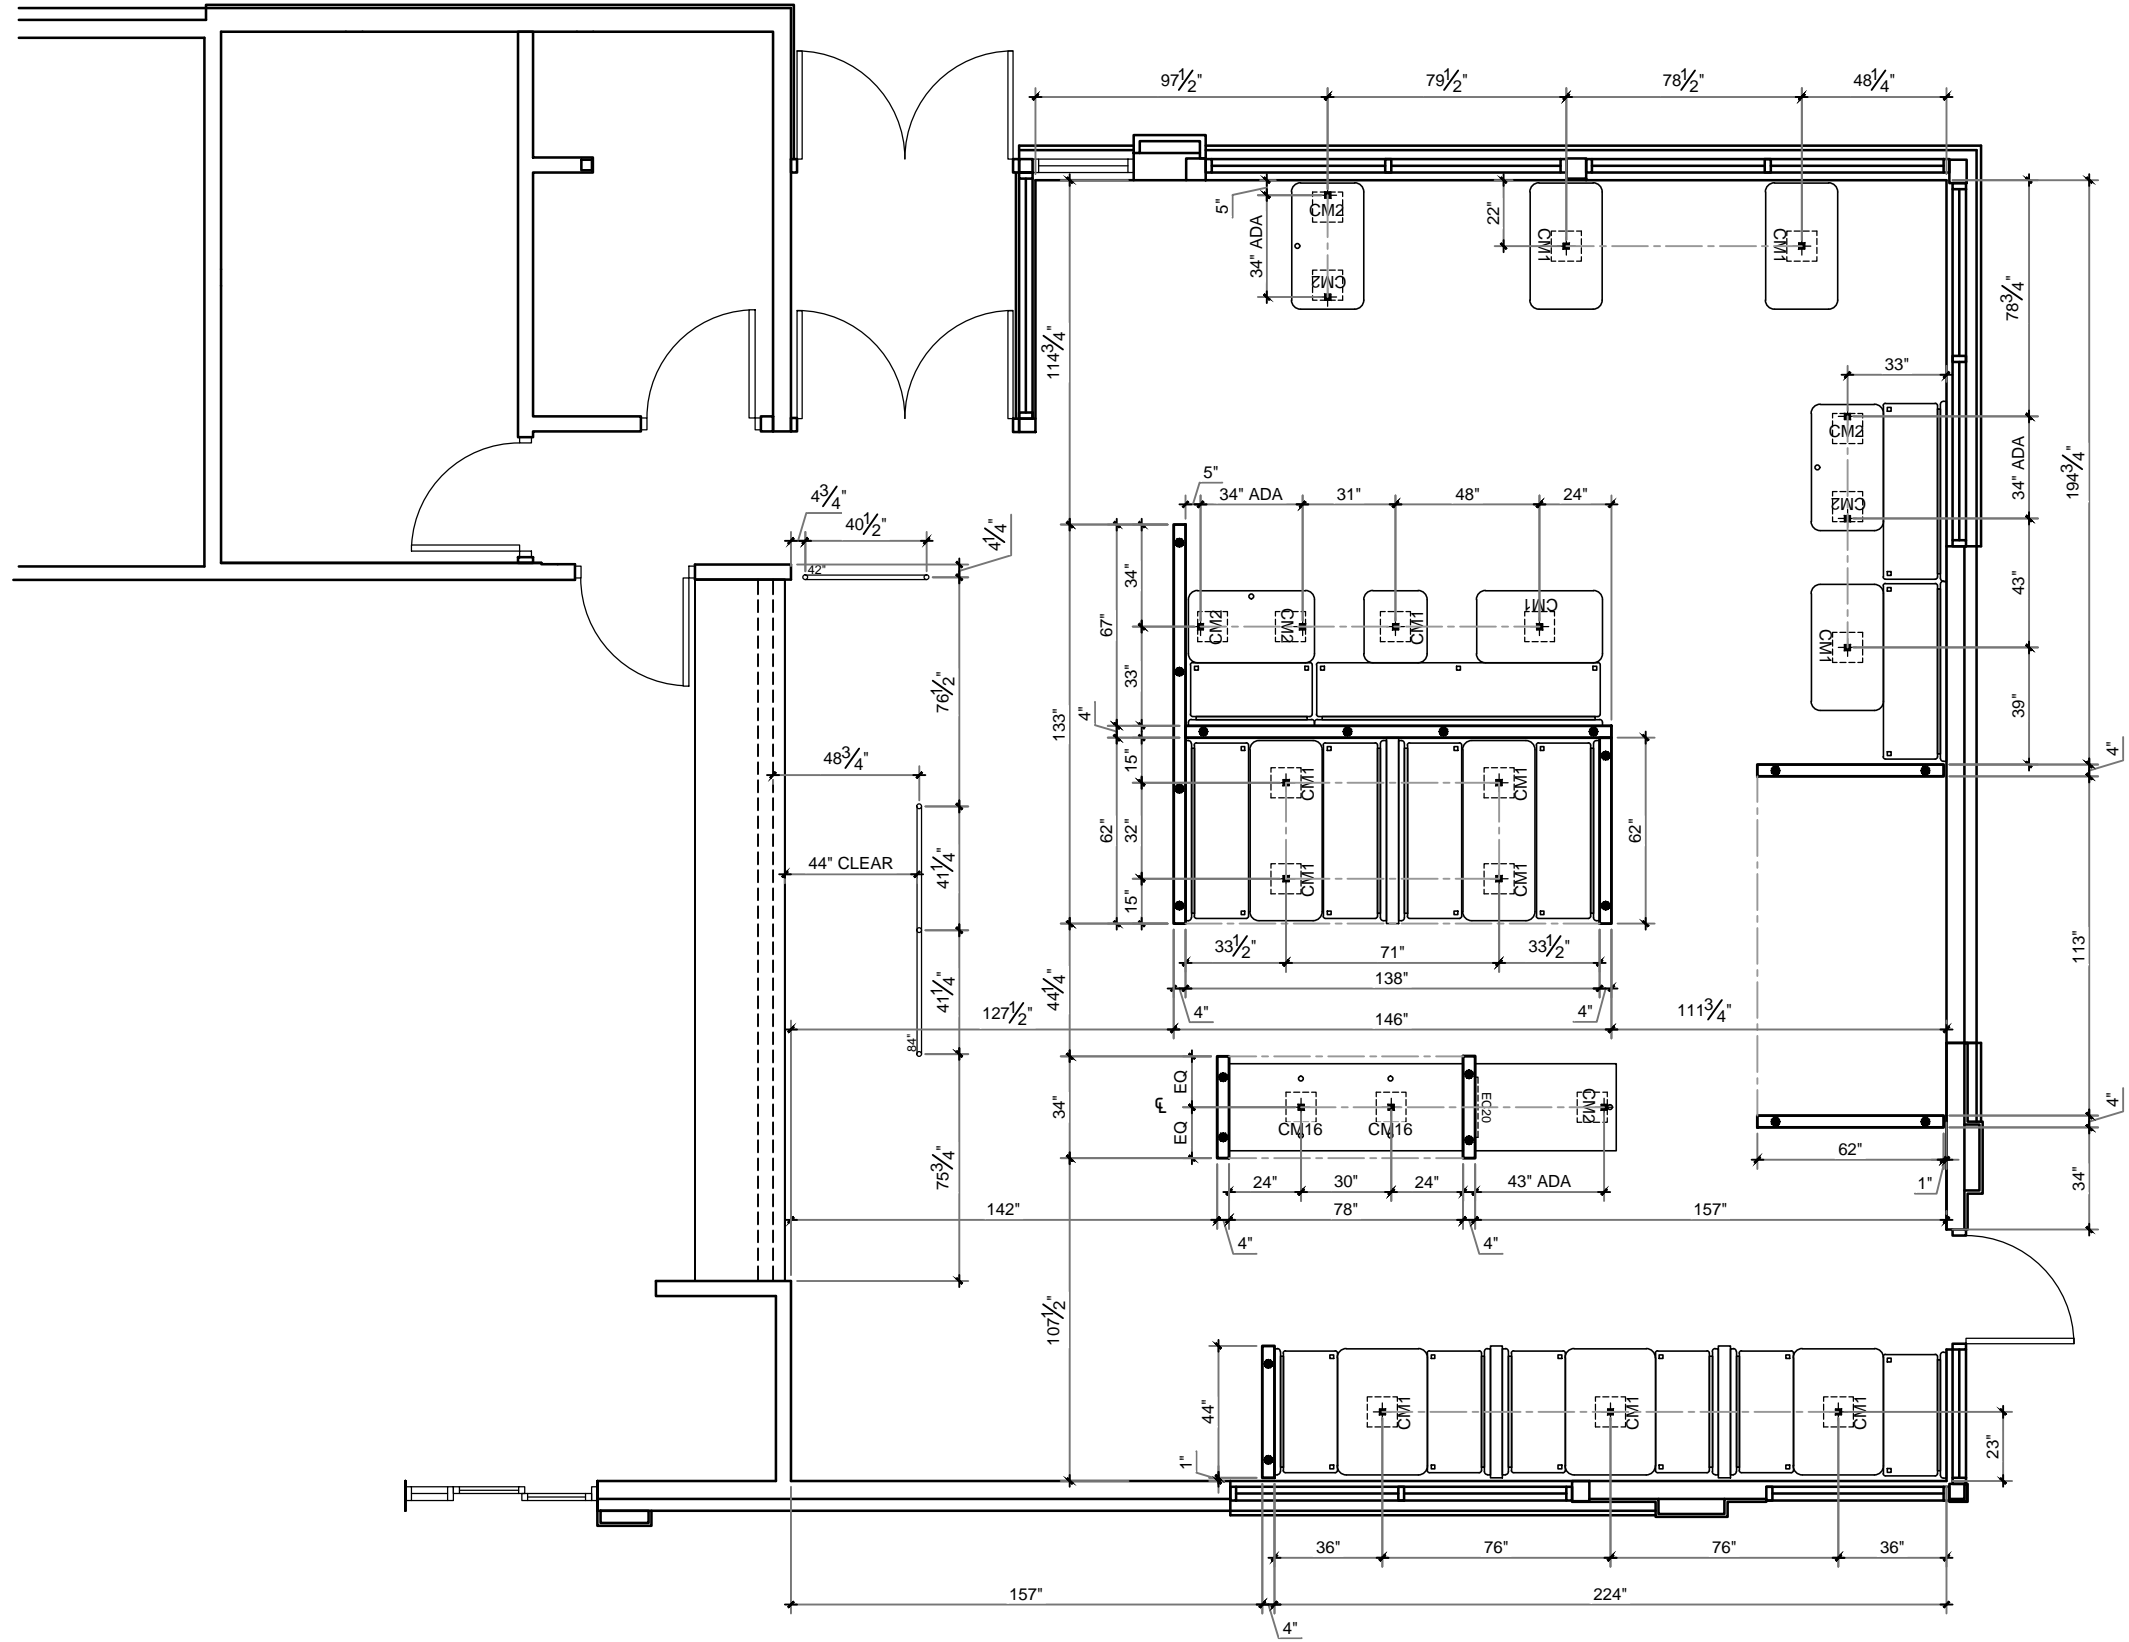 97½" 79½" 78½" 48¼"
5" CM2 22" CM1 CM1
34" ADA CM2
114¾" 78¾"
33"
CM2
34" ADA 194¾"
CM2
5"
4¾" 34" ADA 31" 48" 24"
40½" 4¼"
42"
34" 43"
67" CM2 CM2 CM1 CM1
CM1
33" 39"
76½" 4" 133"
4"
48¾" 15" CM1 CM1
62" 32" 62"
44" CLEAR 41¼"
CM1 CM1
15"
33½" 71" 33½" 113"
41¼" 44¼" 138"
127½" 4" 4" 111¾"
146"
84"
EQ
34" ℄ EC20 CM2 4"
EQ CM16 CM16
62"
75¾" 24" 30" 24" 43" ADA 1" 34"
142" 78" 157"
4" 4"
107½"
44" CM1 CM1 CM1
23"
1"
36" 76" 76" 36"
157" 224"
4"